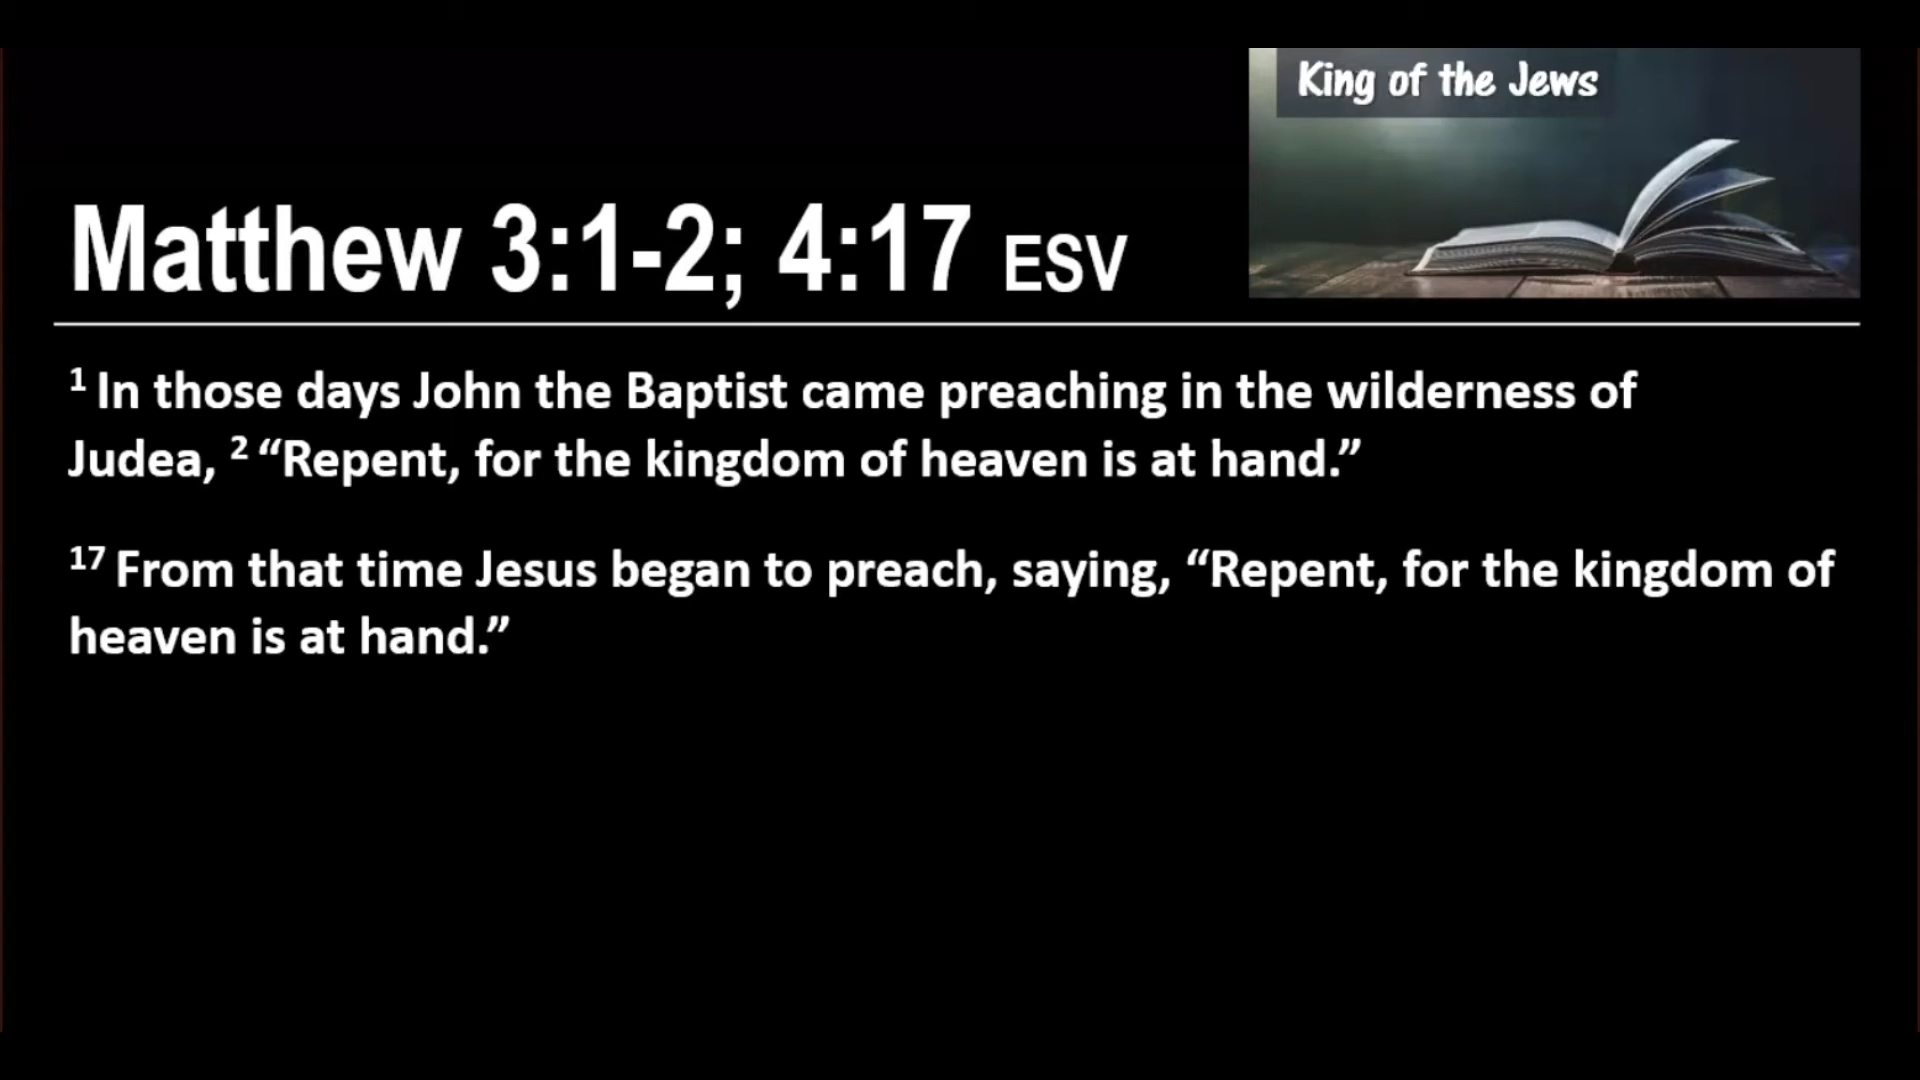 King of the Jews
Matthew 3:1-2; 4:17 ESV
1 In those days John the Baptist came preaching in the wilderness of
Judea, 2 “Repent, for the kingdom of heaven is at hand.”
17 From that time Jesus began to preach, saying, “Repent, for the kingdom of
heaven is at hand.”